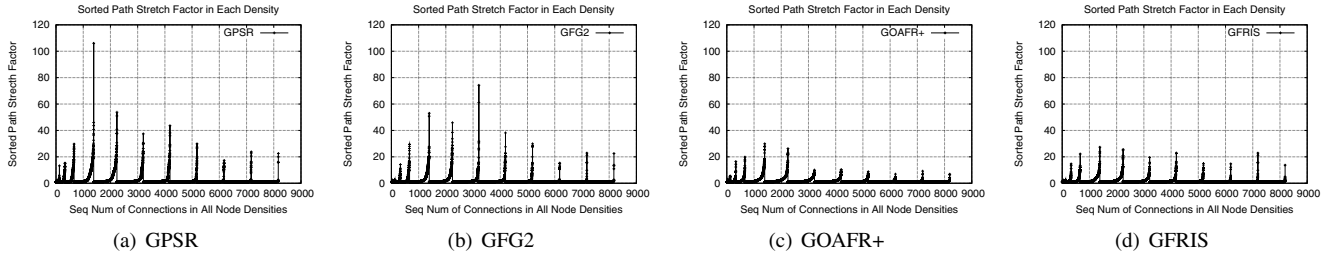 Sorted Path Stretch Factor in Each Density
Sorted Path Strecth Factor
120
100
80
60
40
20
0
GPSR
0 1000 2000 3000 4000 5000 6000 7000 8000 9000
Seq Num of Connections in All Node Densities
(a) GPSR
Sorted Path Stretch Factor in Each Density
Sorted Path Strecth Factor
120
100
80
60
40
20
0
GFG2
0 1000 2000 3000 4000 5000 6000 7000 8000 9000
Seq Num of Connections in All Node Densities
(b) GFG2
Sorted Path Stretch Factor in Each Density
Sorted Path Strecth Factor
120
100
80
60
40
20
0
GOAFR+
0 1000 2000 3000 4000 5000 6000 7000 8000 9000
Seq Num of Connections in All Node Densities
(c) GOAFR+
Sorted Path Stretch Factor in Each Density
Sorted Path Strecth Factor
120
100
80
60
40
20
0
GFRIS
0 1000 2000 3000 4000 5000 6000 7000 8000 9000
Seq Num of Connections in All Node Densities
(d) GFRIS